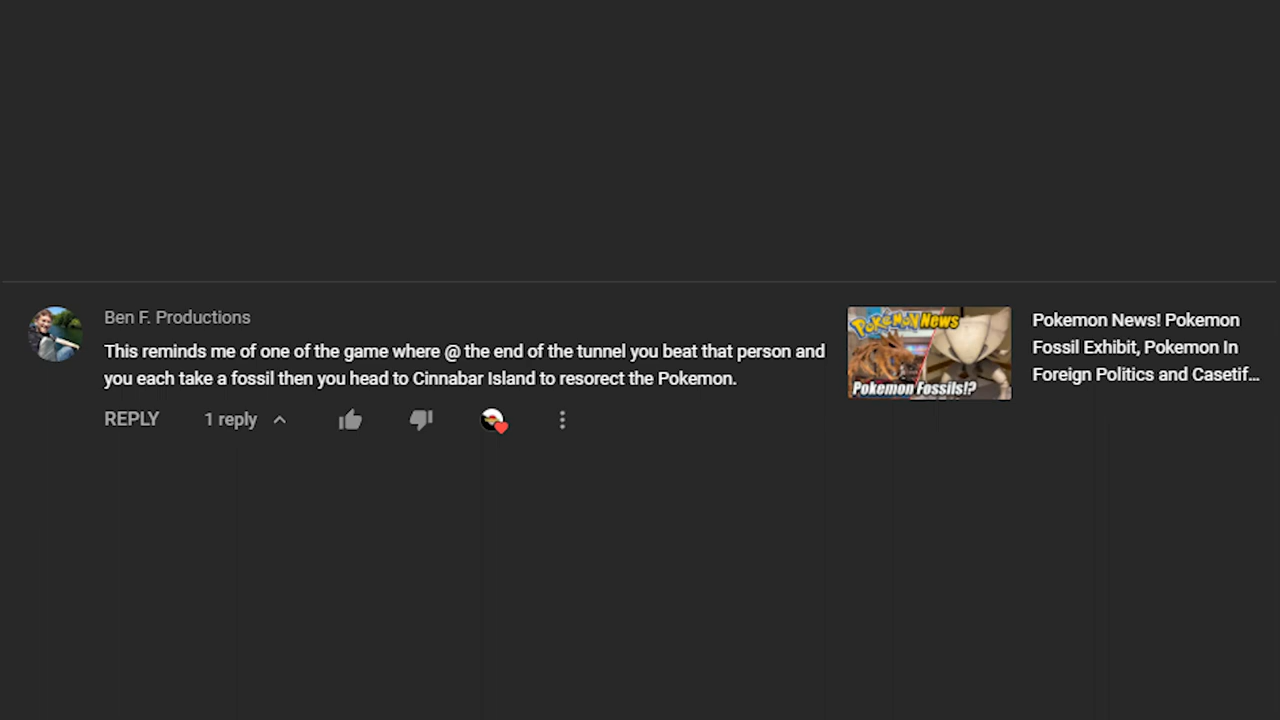 Ben F. Productions
This reminds me of one of the game where @ the end of the tunnel you beat that person and
you each take a fossil then you head to Cinnabar Island to resorect the Pokemon.
REPLY 1 reply
Pokemon News
Pokemon Fossils!?
Pokemon News! Pokemon
Fossil Exhibit, Pokemon In
Foreign Politics and Casetif...